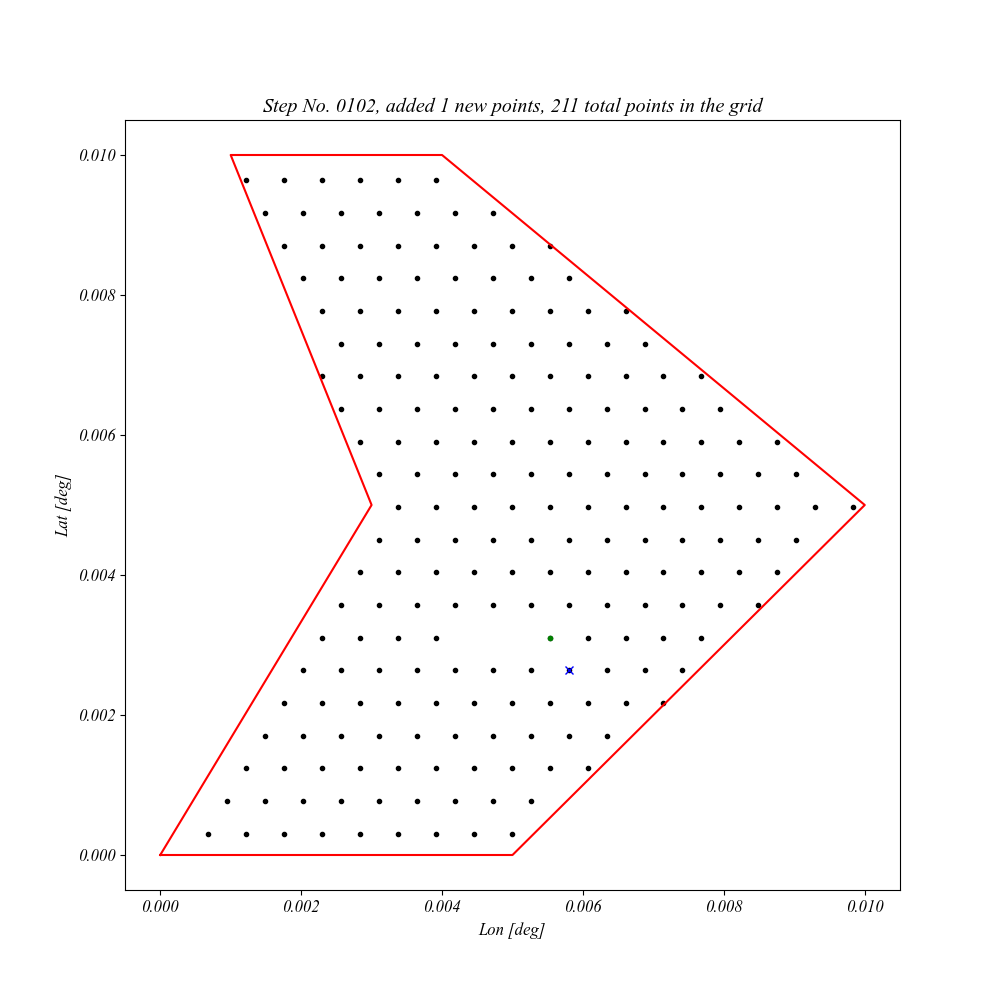 Step No. 0102, added 1 new points, 211 total points in the grid
0.010
0.008
0.006
0.004
0.002
0.000
Lat [deg]
0.000 0.002 0.004 0.006 0.008 0.010
Lon [deg]